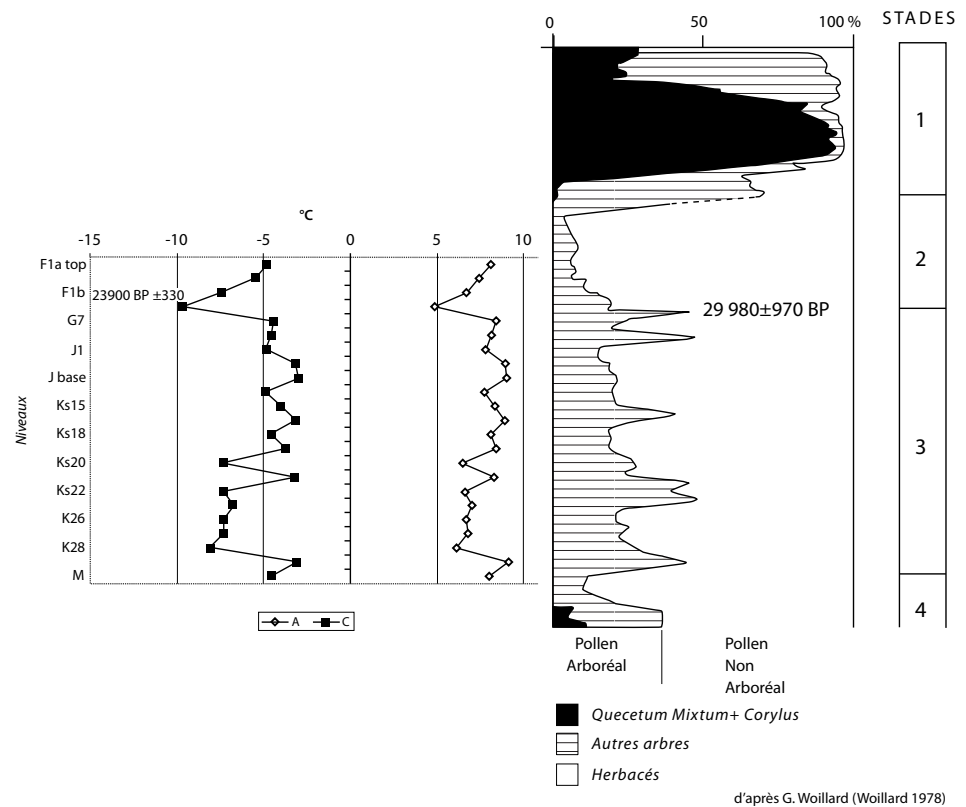 0 50 100 % STADES
1
°C
-15 -10 -5 0 5 10
2
F1a top
F1b 23900 BP ±330
G7
29 980±970 BP
J1
J base
Ks15
Niveaux
Ks18
3
Ks20
Ks22
K26
K28
M
4
A C
Pollen
Arboréal
Pollen
Non
Arboréal
Quecetum Mixtum+ Corylus
Autres arbres
Herbacés
d'après G. Woillard (Woillard 1978)